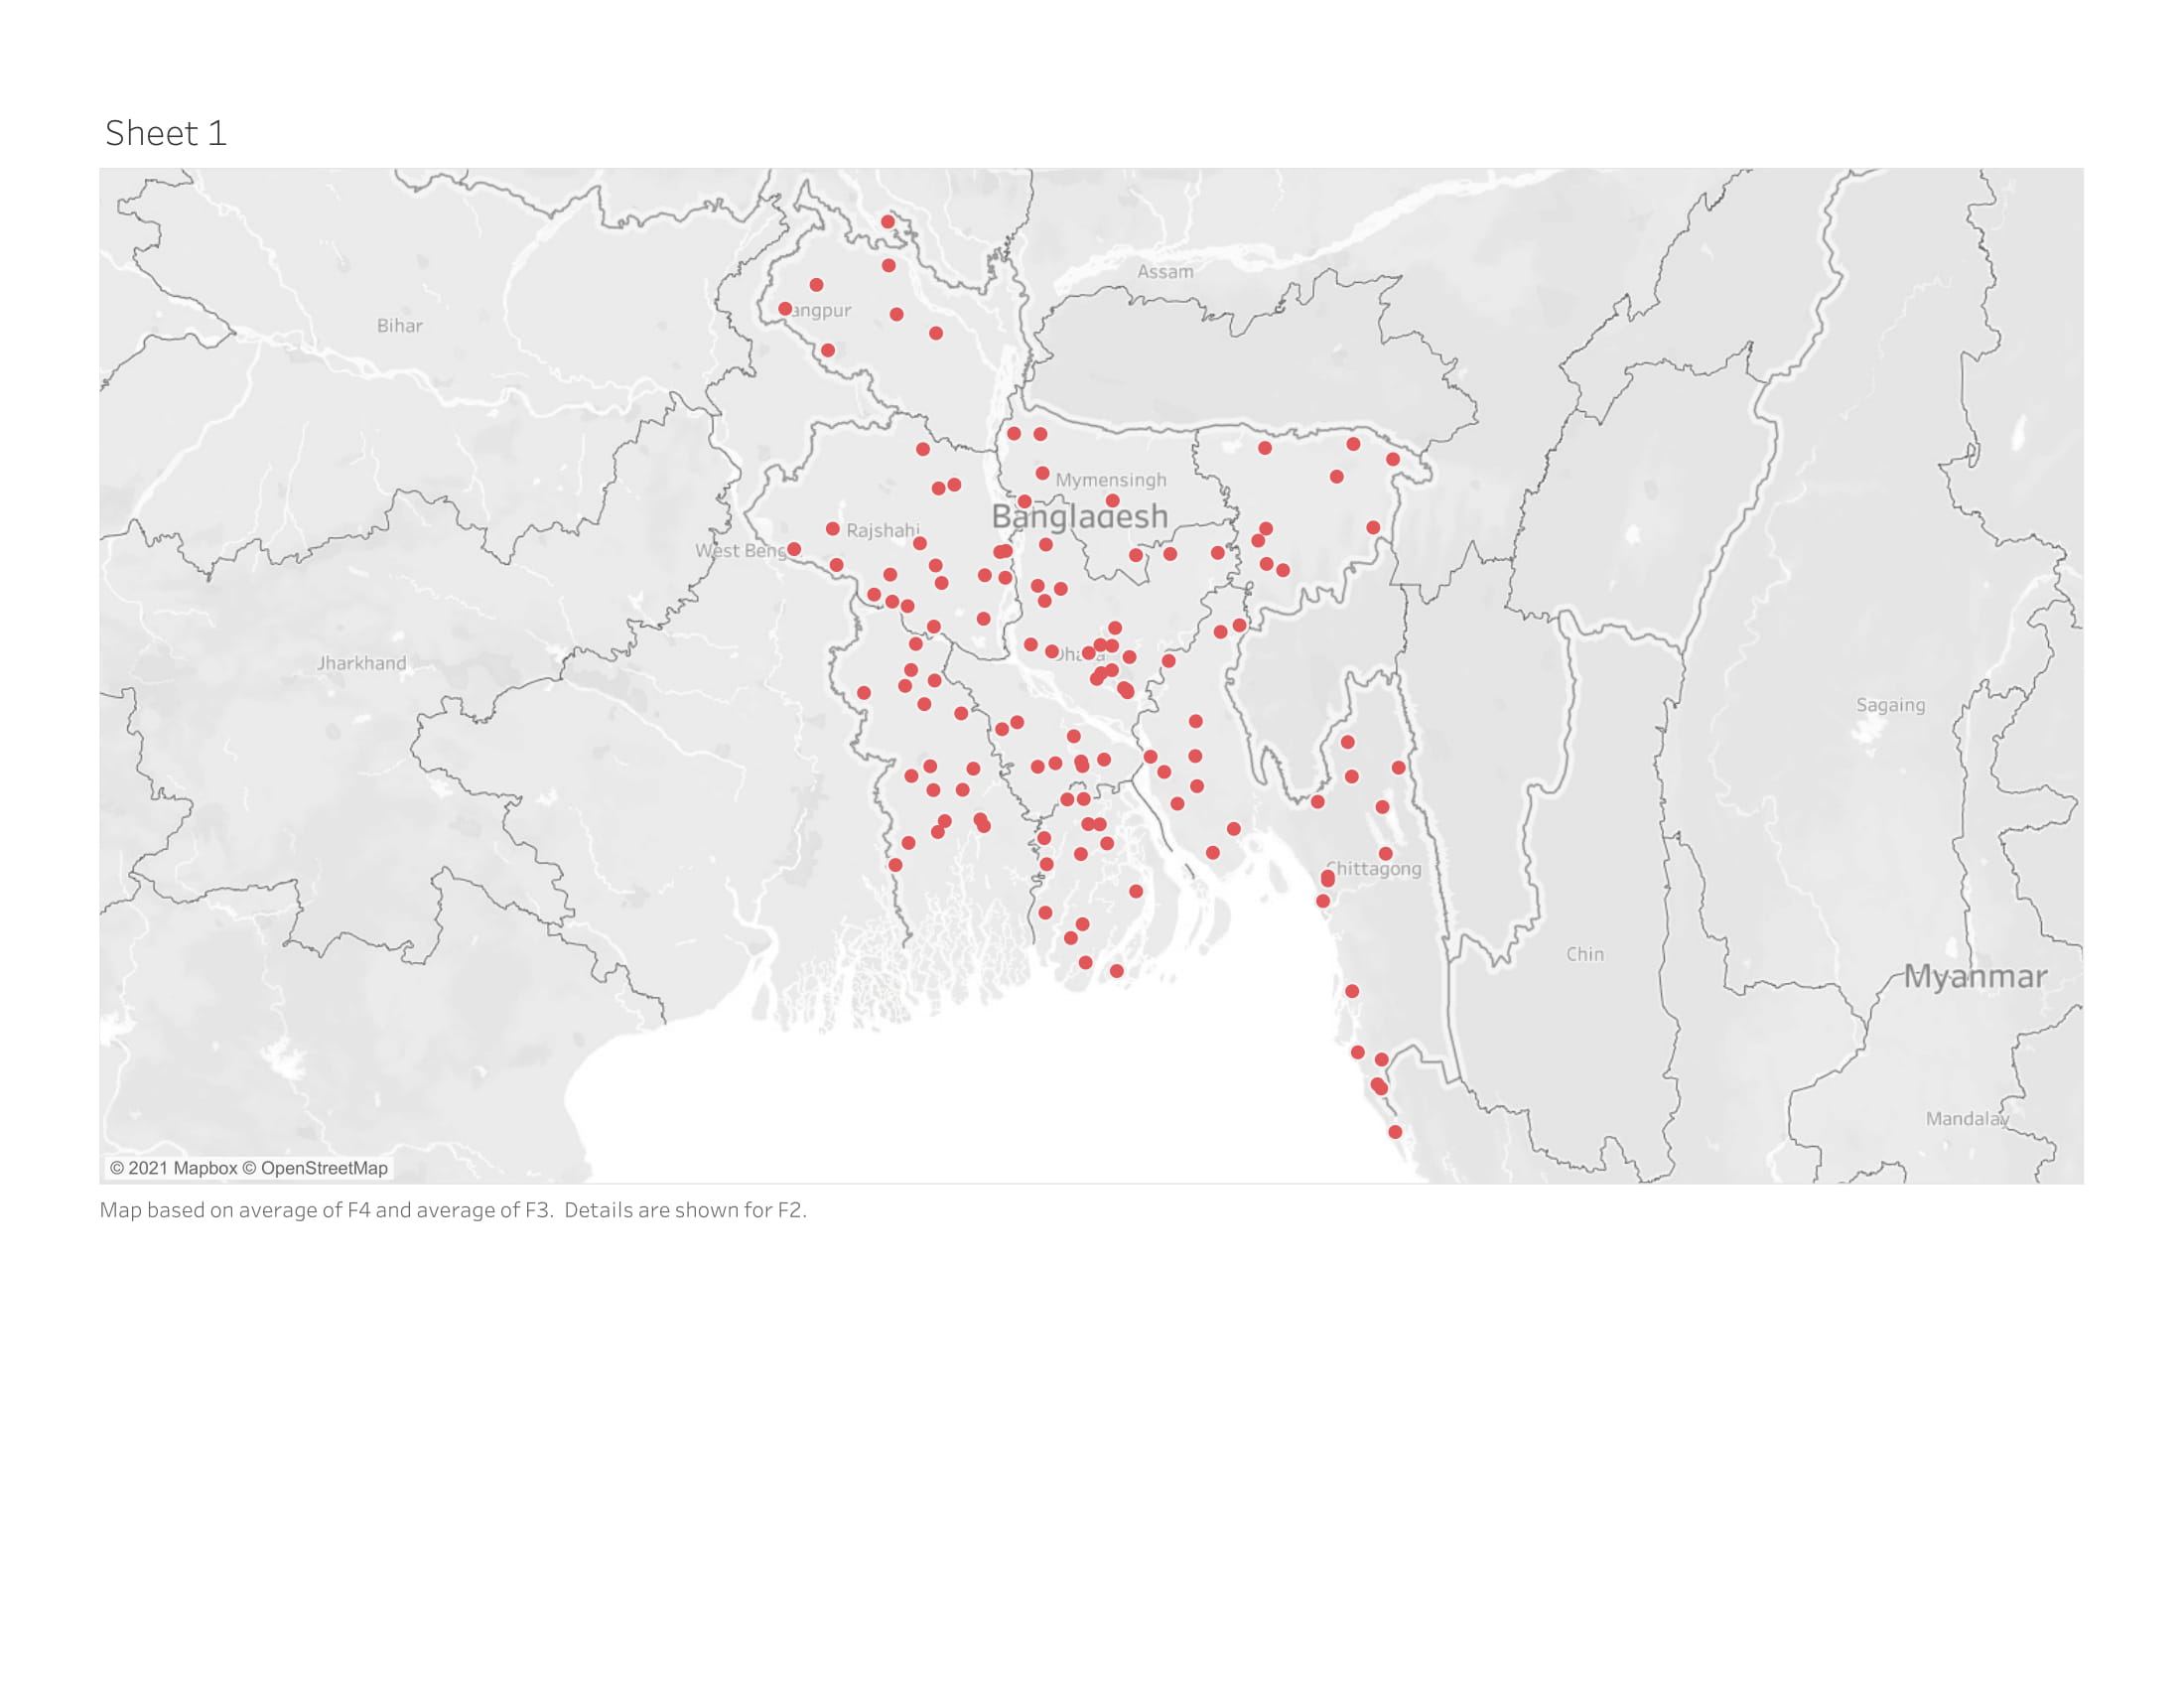 Sheet 1
Assam
angpur
Bihar
Mymensingh
Bangladesh
Rajshahi
West Beng
Jharkhand
Sagaing
Chittagong
Chin
Myanmar
Mandalay
© 2021 Mapbox © OpenStreetMap
Map based on average of F4 and average of F3. Details are shown for F2.